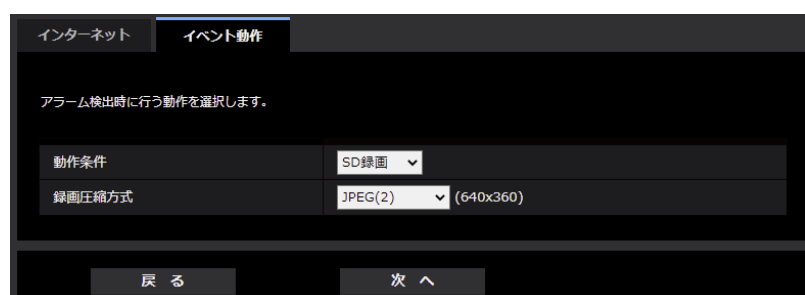 インターネット イベント動作
アラーム検出時に行う動作を選択します。
動作条件 SD録画
録画圧縮方式 JPEG(2) (640x360)
戻 る 次 へ